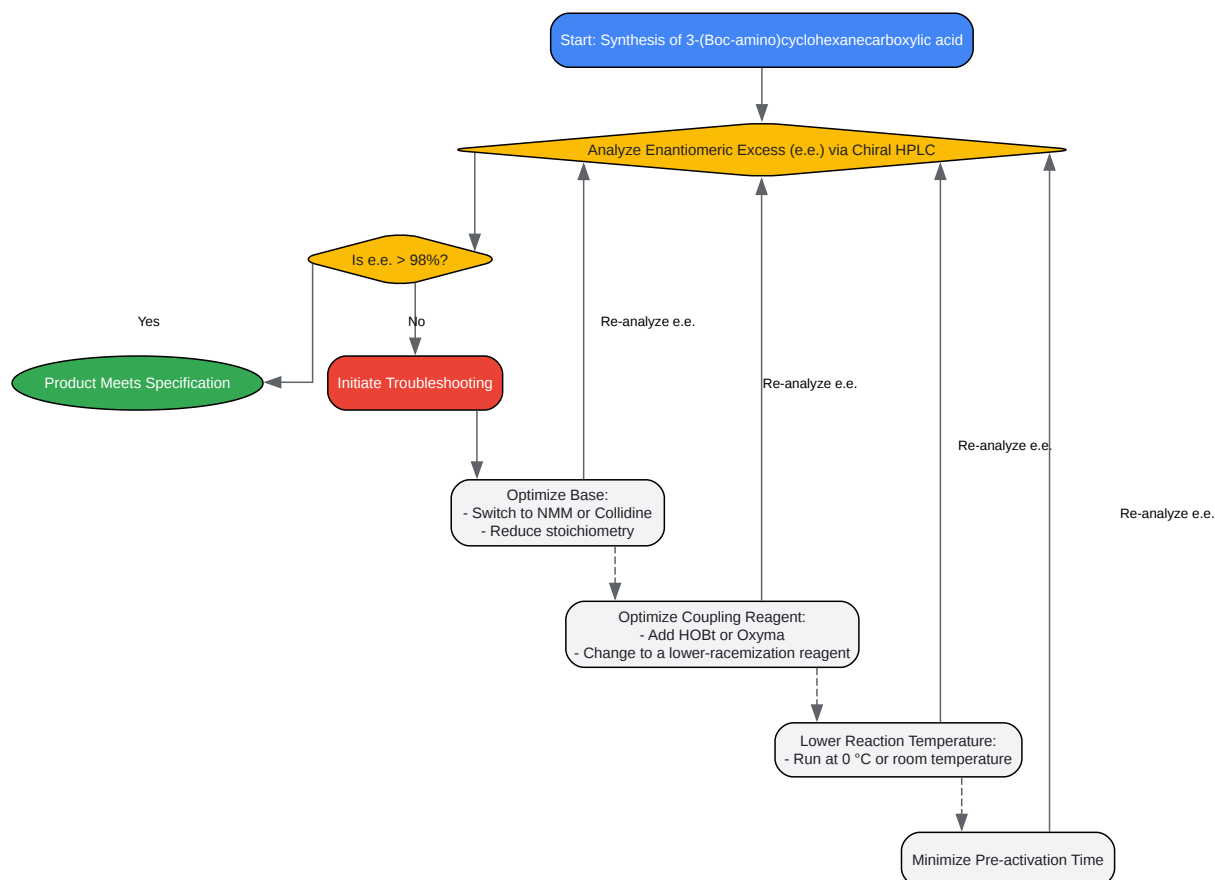 Start: Synthesis of 3-(Boc-amino)cyclohexanecarboxylic acid
Analyze Enantiomeric Excess (e.e.) via Chiral HPLC
Is e.e. > 98%?
Yes
No
Re-analyze e.e.
Product Meets Specification
Initiate Troubleshooting
Re-analyze e.e.
Re-analyze e.e.
Optimize Base:
- Switch to NMM or Collidine
- Reduce stoichiometry
Re-analyze e.e.
Optimize Coupling Reagent:
- Add HOBt or Oxyma
- Change to a lower-racemization reagent
Lower Reaction Temperature:
- Run at 0 °C or room temperature
Minimize Pre-activation Time